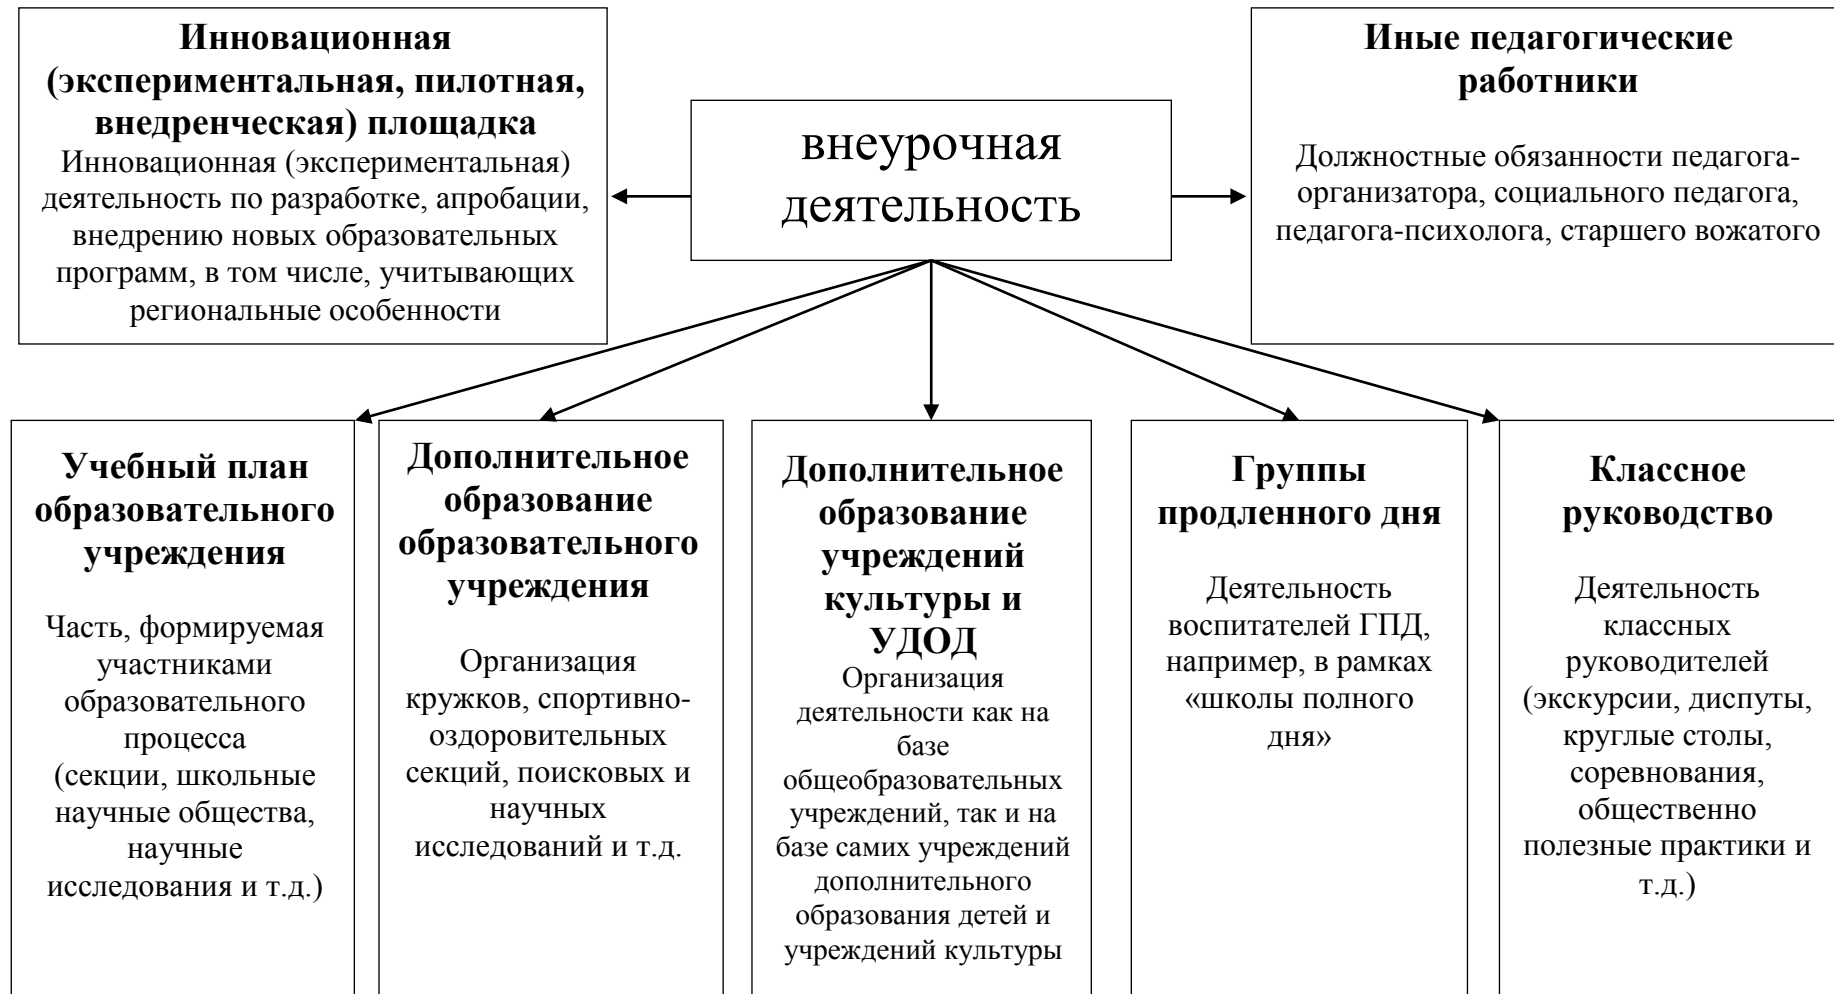 Инновационная
(экспериментальная, пилотная,
внедренческая) площадка
Инновационная (экспериментальная)
деятельность по разработке, апробации,
внедрению новых образовательных
программ, в том числе, учитывающих
региональные особенности
внеурочная
деятельность
Иные педагогические
работники
Должностные обязанности педагога-
организатора, социального педагога,
педагога-психолога, старшего вожатого
Учебный план
образовательного
учреждения
Часть, формируемая
участниками
образовательного
процесса
(секции, школьные
научные общества,
научные
исследования и т.д.)
Дополнительное
образование
образовательного
учреждения
Организация
кружков, спортивно-
оздоровительных
секций, поисковых и
научных
исследований и т.д.
Дополнительное
образование
учреждений
культуры и
УДОД
Организация
деятельности как на
базе
общеобразовательных
учреждений, так и на
базе самих учреждений
дополнительного
образования детей и
учреждений культуры
Группы
продленного дня
Деятельность
воспитателей ГПД,
например, в рамках
«школы полного
дня»
Классное
руководство
Деятельность
классных
руководителей
(экскурсии, диспуты,
круглые столы,
соревнования,
общественно
полезные практики и
т.д.)